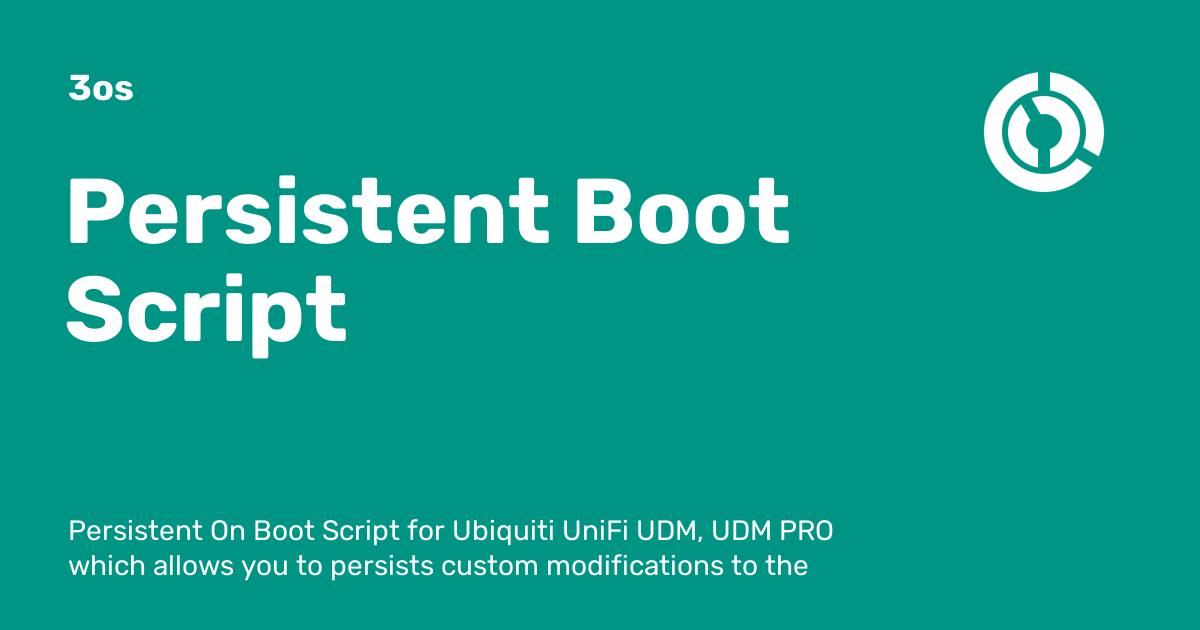 3os
Persistent Boot
Script
Persistent On Boot Script for Ubiquiti UniFi UDM, UDM PRO
which allows you to persists custom modifications to the